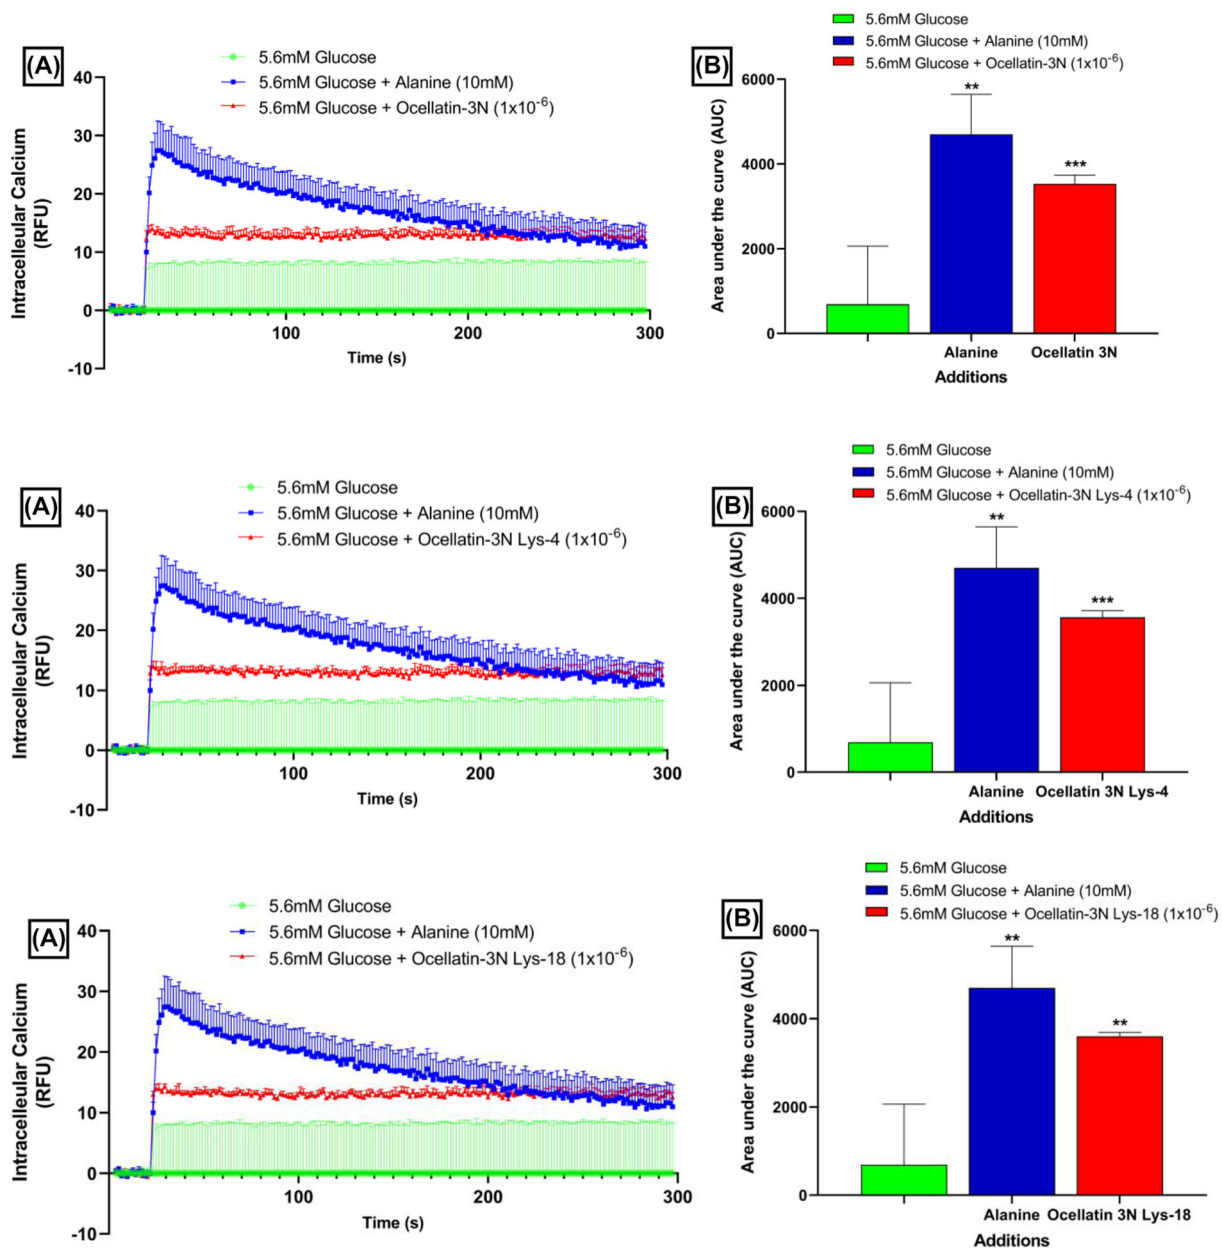 (A)
5.6mM Glucose
5.6mM Glucose + Alanine (10mM)
5.6mM Glucose + Ocellatin-3N (1x10⁻⁶)
Intracelleular Calcium
(RFU)
40
30
20
10
0
-10
100
200
300
Time (s)
(B)
5.6mM Glucose
5.6mM Glucose + Alanine (10mM)
5.6mM Glucose + Ocellatin-3N (1x10⁻⁶)
Area under the curve (AUC)
6000
4000
2000
0
**
***
Alanine
Ocellatin 3N
Additions
(A)
5.6mM Glucose
5.6mM Glucose + Alanine (10mM)
5.6mM Glucose + Ocellatin-3N Lys-4 (1x10⁻⁶)
Intracelleular Calcium
(RFU)
40
30
20
10
0
-10
100
200
300
Time (s)
(B)
5.6mM Glucose
5.6mM Glucose + Alanine (10mM)
5.6mM Glucose + Ocellatin-3N Lys-4 (1x10⁻⁶)
Area under the curve (AUC)
6000
4000
2000
0
**
***
Alanine
Ocellatin 3N Lys-4
Additions
(A)
5.6mM Glucose
5.6mM Glucose + Alanine (10mM)
5.6mM Glucose + Ocellatin-3N Lys-18 (1x10⁻⁶)
Intracelleular Calcium
(RFU)
40
30
20
10
0
-10
100
200
300
Time (s)
(B)
5.6mM Glucose
5.6mM Glucose + Alanine (10mM)
5.6mM Glucose + Ocellatin-3N Lys-18 (1x10⁻⁶)
Area under the curve (AUC)
6000
4000
2000
0
**
**
Alanine
Ocellatin 3N Lys-18
Additions